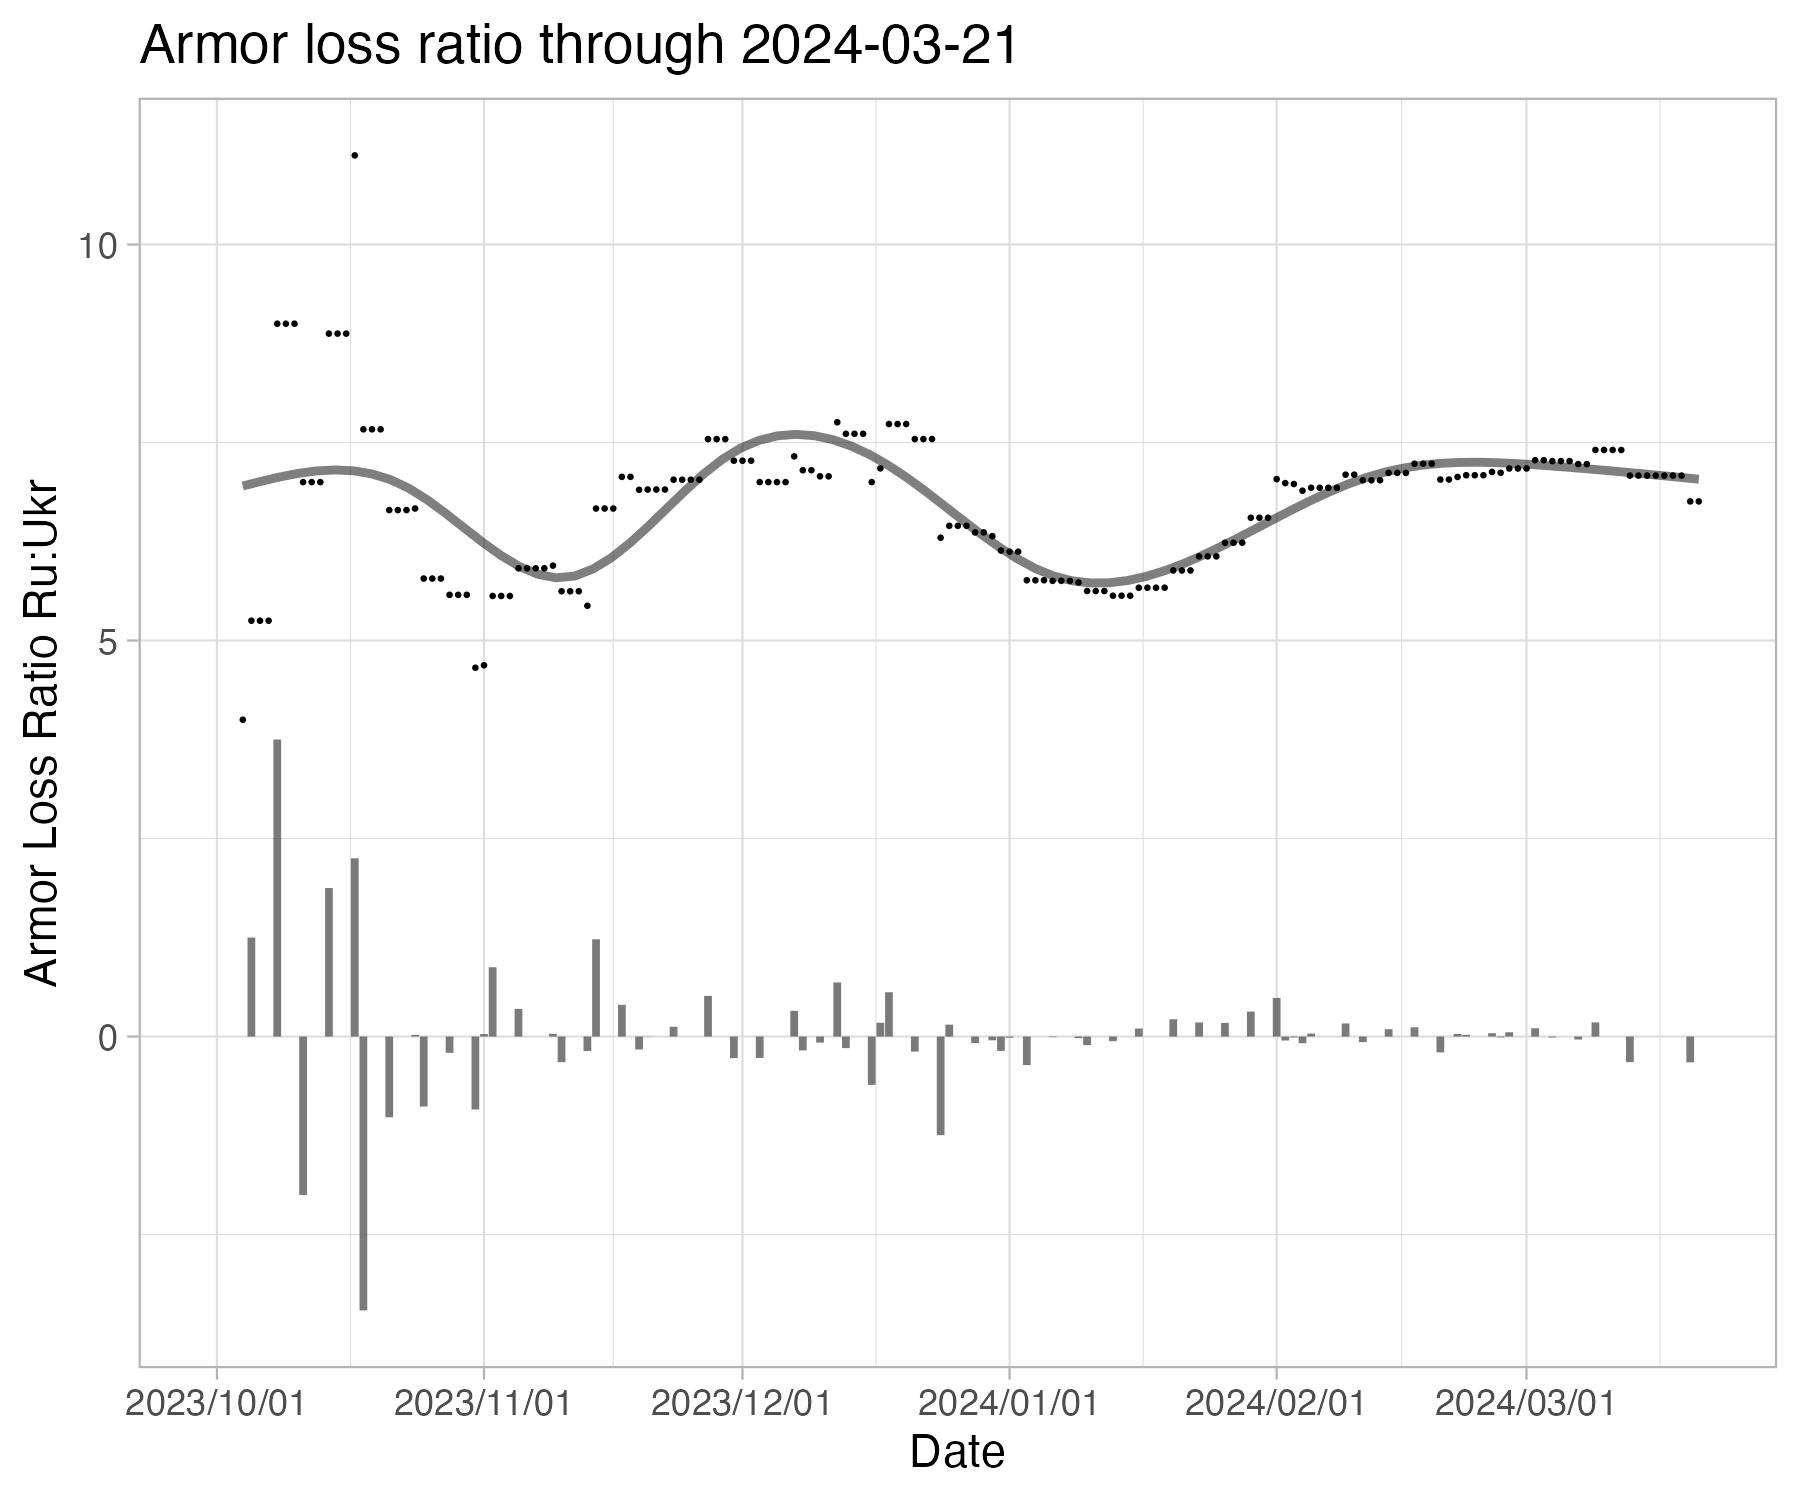 Armor loss ratio through 2024-03-21
Armor Loss Ratio Ru:Ukr
10
5
0
2023/10/01 2023/11/01 2023/12/01 2024/01/01 2024/02/01 2024/03/01
Date